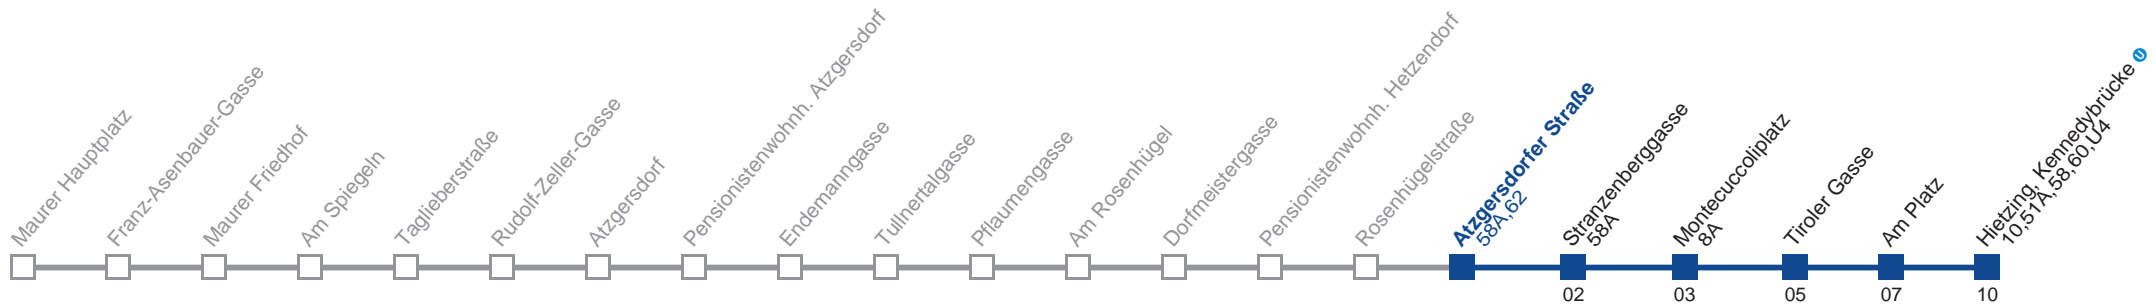 Maurer Hauptplatz
Franz-Asenbauer-Gasse
Maurer Friedhof
Am Spiegeln
Taglieberstraße
Rudolf-Zeller-Gasse
Atzgersdorf
Pensionistenwohnh. Atzgersdorf
Endemanngasse
Tullnertalgasse
Pflaumengasse
Am Rosenhügel
Dorfmeistergasse
Pensionistenwohnh. Hetzendorf
Rosenhügelstraße
Atzgersdorfer Straße
58A,62
Stranzenberggasse
58A
Montecuccoliplatz
8A
Tiroler Gasse
Am Platz
Hietzing, Kennedybrücke U
10,51A,58,60,U4
02
03
05
07
10